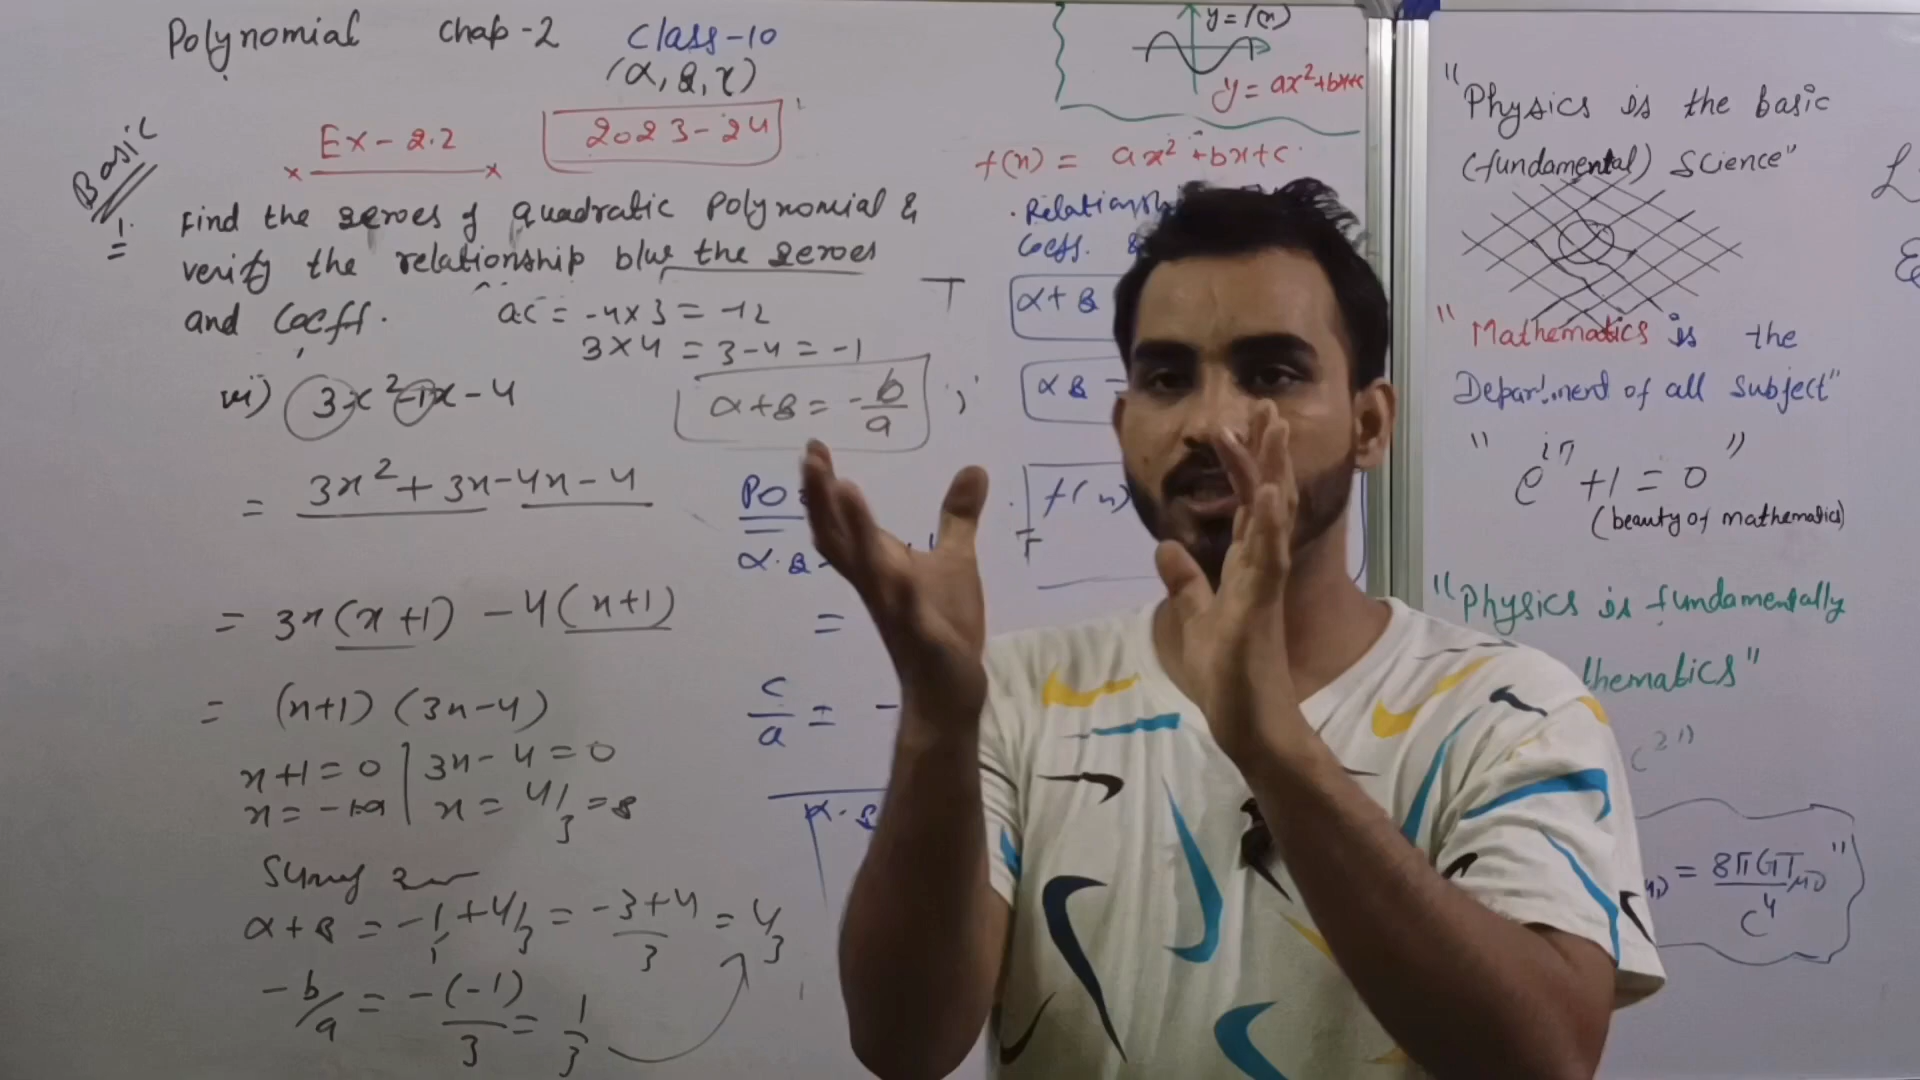 Polynomial Chap-2 Class-10
(α, β, γ)
Basic
Ex-2.2
2023-24
1.
Find the zeroes of quadratic polynomial &
verify the relationship b/w the zeroes
and Coeff.
ac = -4×3 = -12
3×4 = 3-4 = -1
vi) 3x²-1x-4
α+β = -b/a ,
= 3x²+3x-4x-4
= 3x(x+1) -4(x+1)
= (x+1) (3x-4)
x+1=0 | 3x-4=0
x=-1=α | x = 4/3 = β
Sum of
α+β = -1/1 + 4/3 = -3+4/3 = 4/3
-b/a = -(-1)/3 = 1/3
α.β
=
c/a = -
α.β
y=f(x)
y = ax²+bx+c
f(x) = ax²+bx+c
Coeff. &
α+β
αβ =
f(x)
"Physics is the basic
(fundamental) Science"
"Mathematics is the
Department of all subject"
"e^iπ +1 = 0"
(beauty of mathematics)
"Physics is fundamentally
thematics"
= 8πGTμν/c⁴"